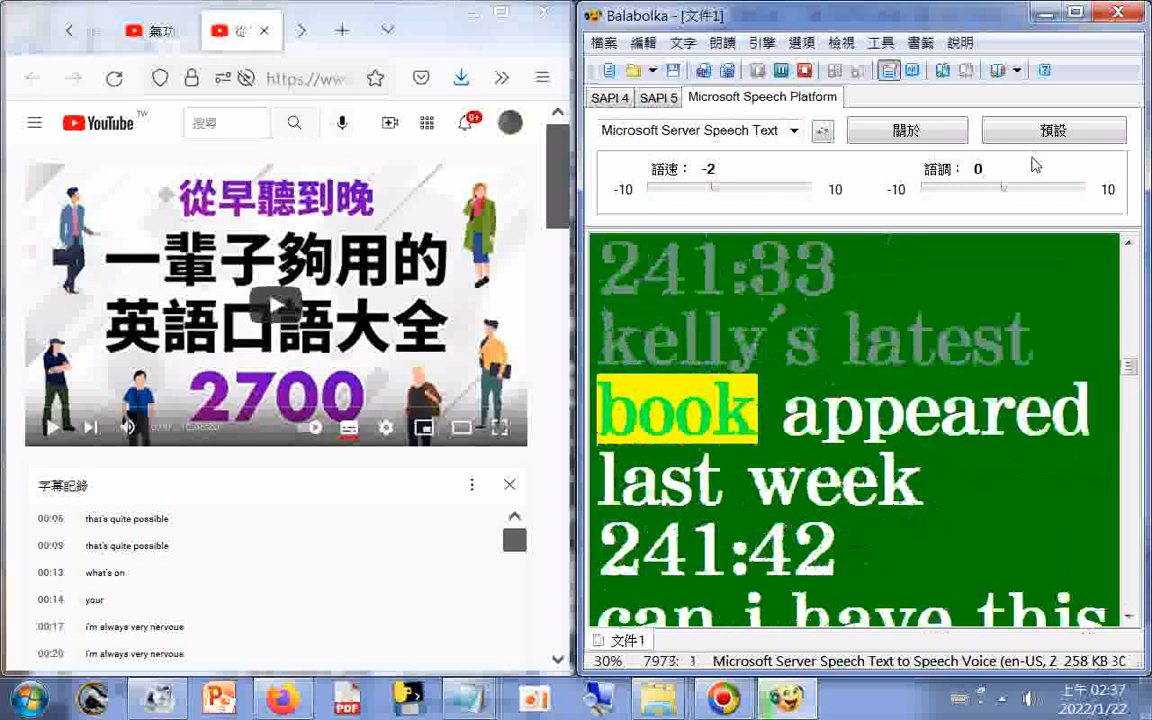 氣功
從
https://ww
YouTube TW
搜尋
9+
從早聽到晚
一輩子夠用的
英語口語大全
2700
字幕記錄
00:06 that's quite possible
00:09 that's quite possible
00:13 what's on
00:14 your
00:17 i'm always very nervous
00:20 i'm always very nervous
Balabolka - [文件1]
檔案 編輯 文字 朗讀 引擎 選項 檢視 工具 書籤 說明
SAPI 4 SAPI 5 Microsoft Speech Platform
Microsoft Server Speech Text 關於 預設
語速： -2 語調： 0
-10 10 -10 10
241:33
kelly's latest
book appeared
last week
241:42
can i have this
文件1
30% 7973: 1 Microsoft Server Speech Text to Speech Voice (en-US, Z 258 KB
PDF
上午 02:37
2022/1/22